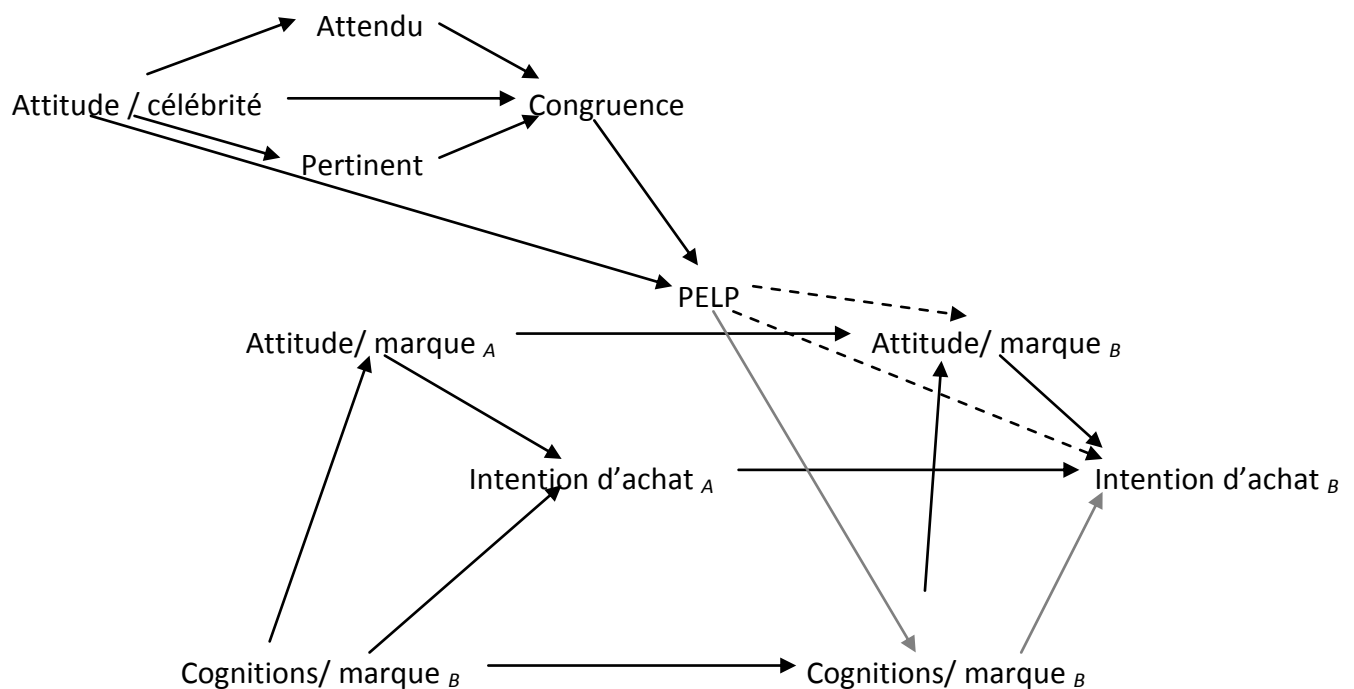 Attendu
Attitude / célébrité
Congruence
Pertinent
PELP
Attitude/ marque A
Attitude/ marque B
Intention d’achat A
Intention d’achat B
Cognitions/ marque B
Cognitions/ marque B